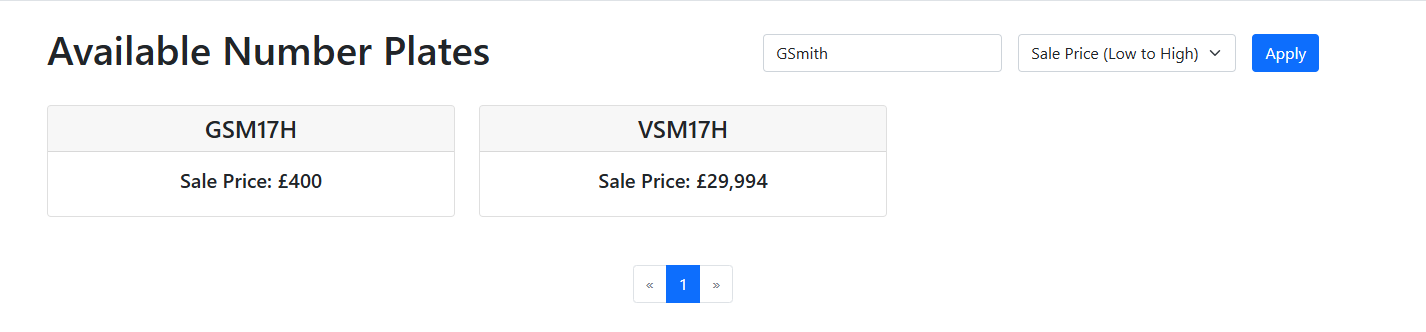 Available Number Plates
GSmith
Sale Price (Low to High)
Apply
GSM17H
Sale Price: £400
VSM17H
Sale Price: £29,994
« 1 »